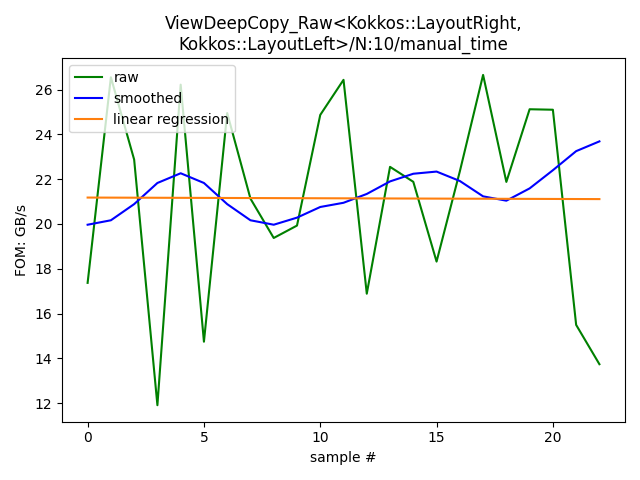 ViewDeepCopy_Raw<Kokkos::LayoutRight,
Kokkos::LayoutLeft>/N:10/manual_time
raw
smoothed
linear regression
FOM: GB/s
26
24
22
20
18
16
14
12
0
5
10
15
20
sample #